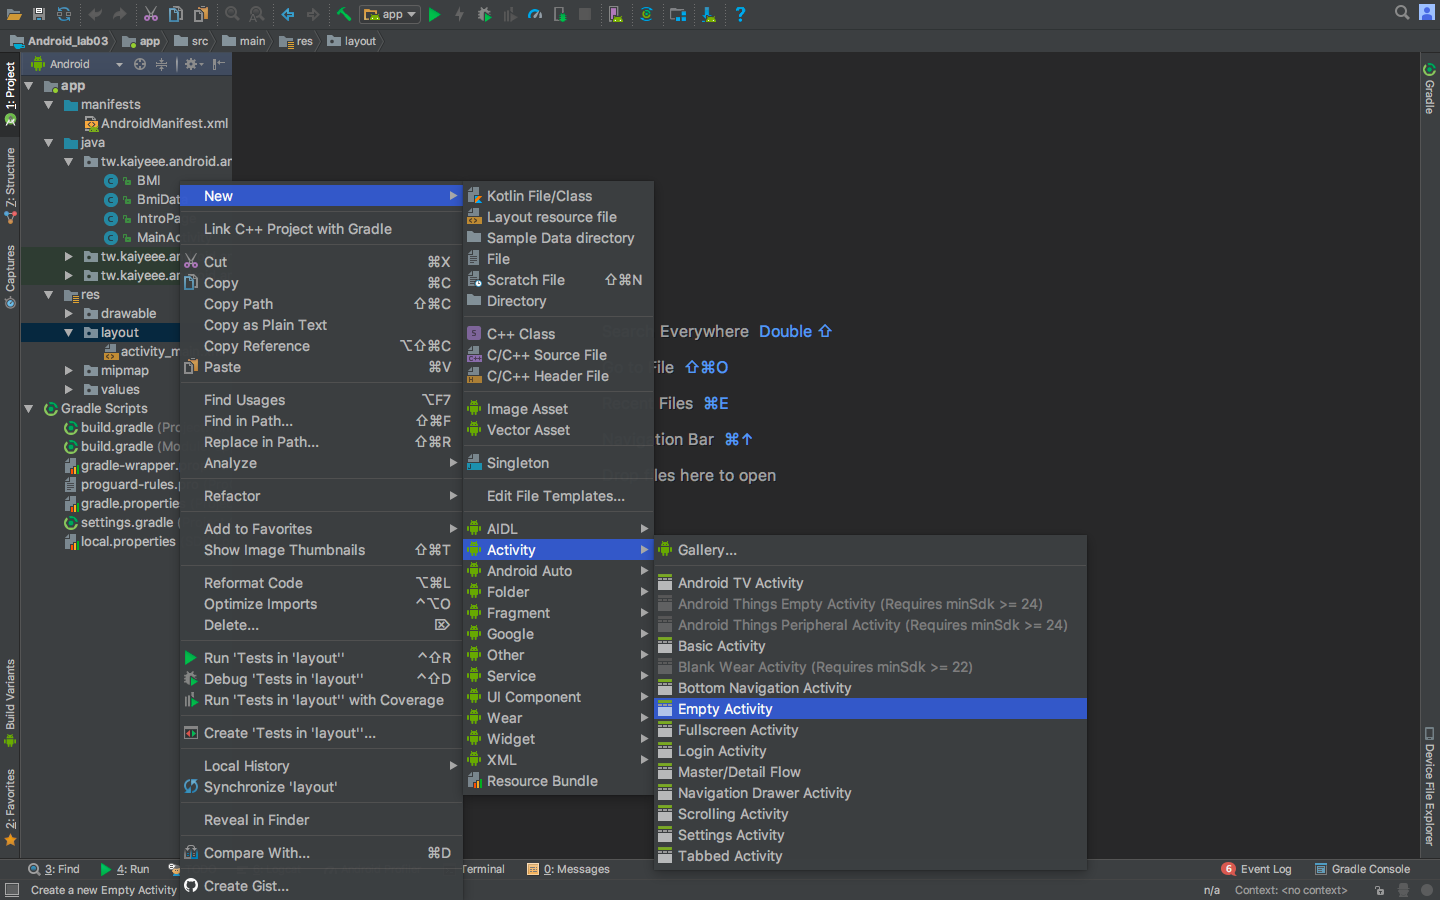 app
Android_lab03
app
src
main
res
layout
Android
1: Project
Z: Structure
Captures
Build Variants
2: Favorites
app
manifests
AndroidManifest.xml
java
tw.kaiyeee.android.ar
BMI
BmiDat
IntroPa
MainAc
tw.kaiyeee.ar
tw.kaiyeee.ar
res
drawable
layout
activity_m
mipmap
values
Gradle Scripts
build.gradle (Pro
build.gradle (Mo
gradle-wrapper.
proguard-rules.
gradle.properties
settings.gradle (
local.properties
New
Link C++ Project with Gradle
Cut ⌘X
Copy ⌘C
Copy Path ⇧⌘C
Copy as Plain Text
Copy Reference ⌥⇧⌘C
Paste ⌘V
Find Usages ⌥F7
Find in Path... ⇧⌘F
Replace in Path... ⇧⌘R
Analyze
Refactor
Add to Favorites
Show Image Thumbnails ⇧⌘T
Reformat Code ⌥⌘L
Optimize Imports ^⌥O
Delete... ⌦
Run 'Tests in 'layout'' ^⇧R
Debug 'Tests in 'layout'' ^⇧D
Run 'Tests in 'layout'' with Coverage
Create 'Tests in 'layout''...
Local History
Synchronize 'layout'
Reveal in Finder
Compare With... ⌘D
Create Gist...
Kotlin File/Class
Layout resource file
Sample Data directory
File
Scratch File ⇧⌘N
Directory
C++ Class
C/C++ Source File
C/C++ Header File
Image Asset
Vector Asset
Singleton
Edit File Templates...
AIDL
Activity
Android Auto
Folder
Fragment
Google
Other
Service
UI Component
Wear
Widget
XML
Resource Bundle
Everywhere Double ⇧
File ⇧⌘O
Files ⌘E
tion Bar ⌘↑
les here to open
Gallery...
Android TV Activity
Android Things Empty Activity (Requires minSdk >= 24)
Android Things Peripheral Activity (Requires minSdk >= 24)
Basic Activity
Blank Wear Activity (Requires minSdk >= 22)
Bottom Navigation Activity
Empty Activity
Fullscreen Activity
Login Activity
Master/Detail Flow
Navigation Drawer Activity
Scrolling Activity
Settings Activity
Tabbed Activity
Gradle
Device File Explorer
3: Find
4: Run
Terminal
0: Messages
6 Event Log
Gradle Console
Create a new Empty Activity
n/a
Context: <no context>